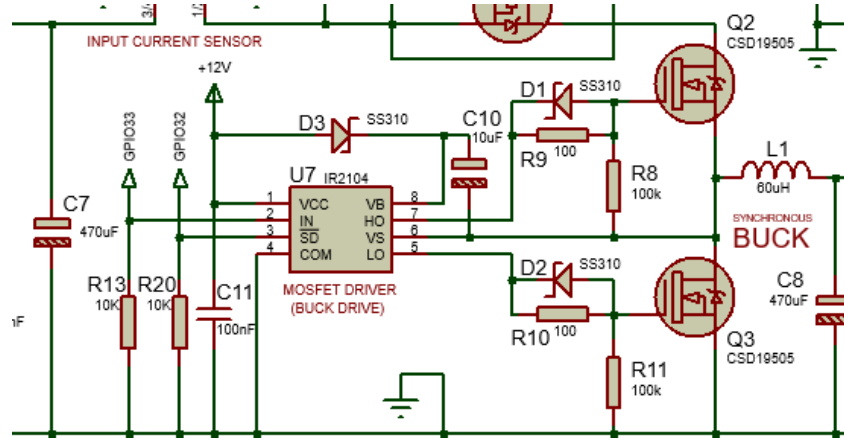 3/
1/
INPUT CURRENT SENSOR
Q2
CSD19505
+12V
GPIO33
GPIO32
D3
SS310
C10
10uF
D1
SS310
R9
100
R8
100k
L1
60uH
U7
IR2104
C7
470uF
1
VCC
VB
8
2
IN
HO
7
3
SD
VS
6
4
COM
LO
5
SYNCHRONOUS
BUCK
R13
10K
R20
10K
C11
100nF
MOSFET DRIVER
(BUCK DRIVE)
D2
SS310
R10
100
C8
470uF
Q3
CSD19505
R11
100k
nF